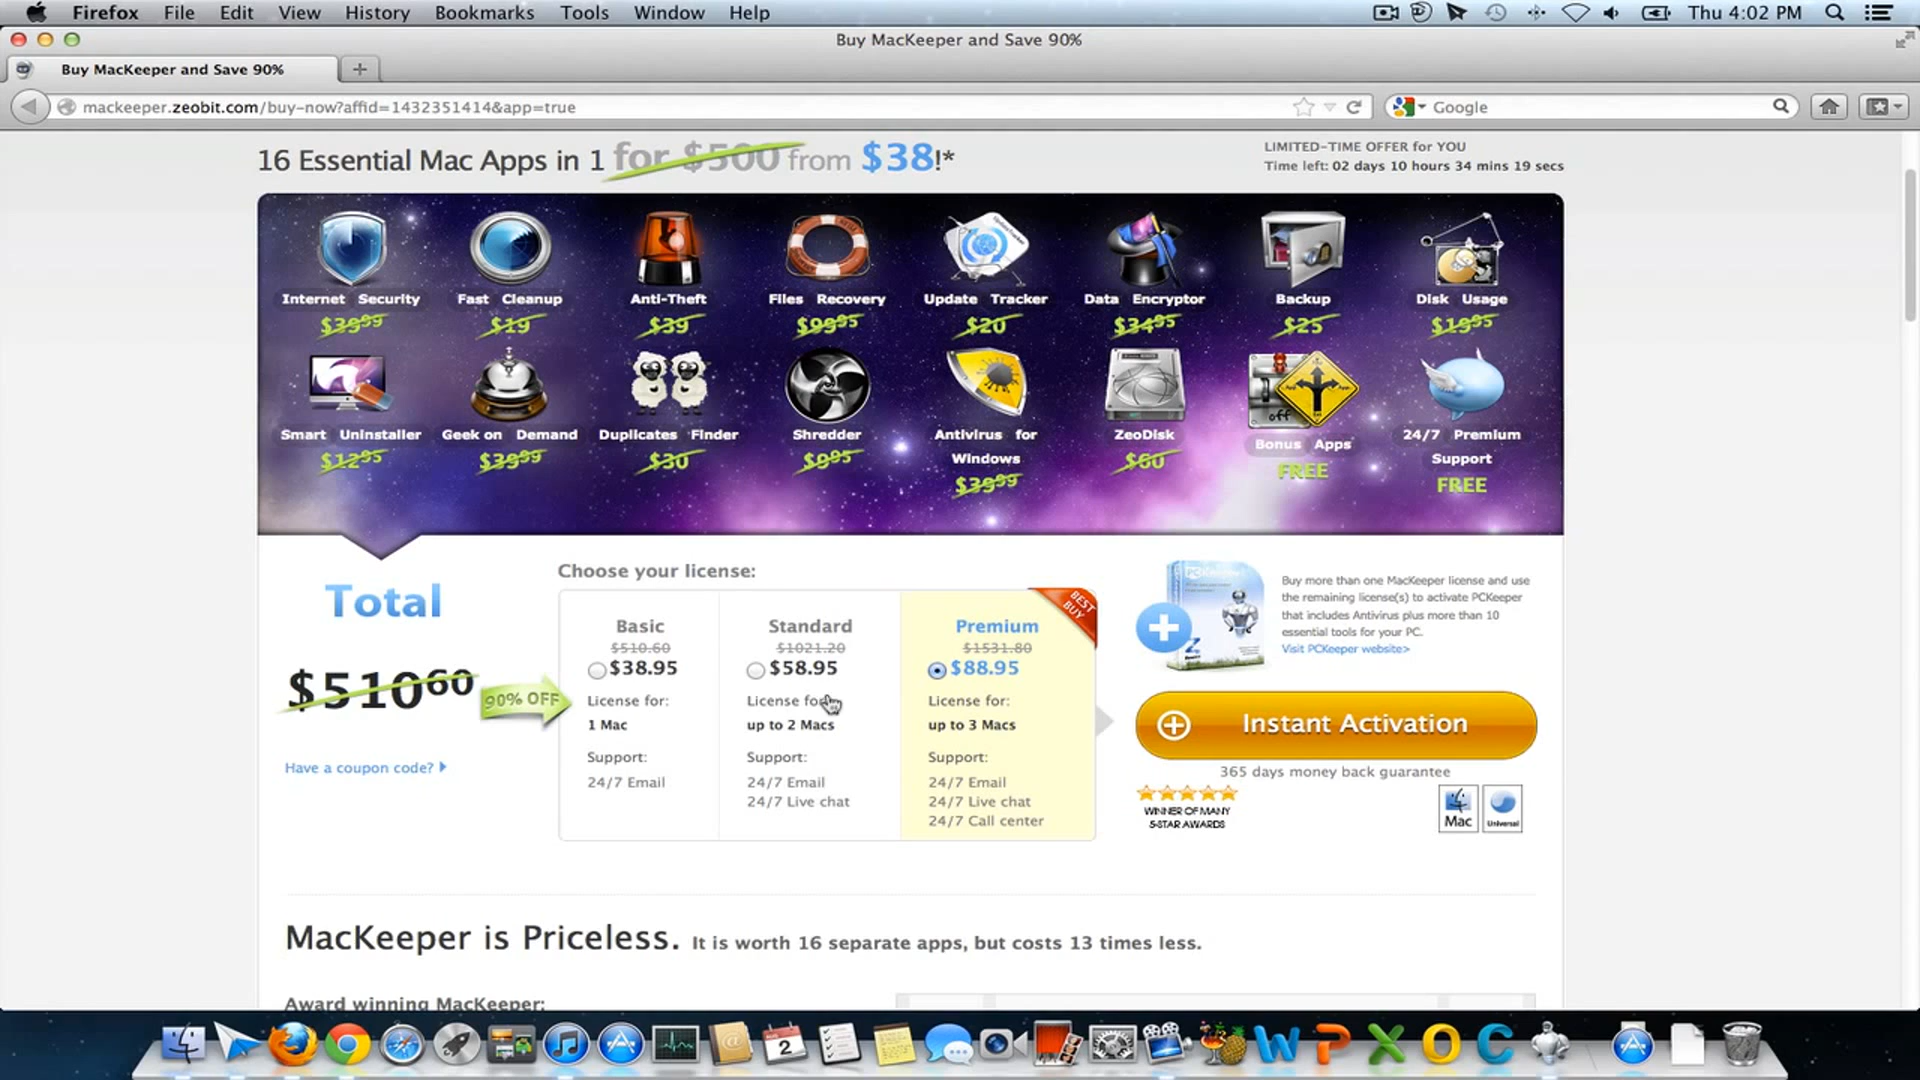 Firefox File Edit View History Bookmarks Tools Window Help Thu 4:02 PM
Buy MacKeeper and Save 90%
Buy MacKeeper and Save 90%
mackeeper.zeobit.com/buy-now?affid=1432351414&app=true Google
16 Essential Mac Apps in 1 for $500 from $38!*
LIMITED-TIME OFFER for YOU
Time left: 02 days 10 hours 34 mins 19 secs
Internet Security Fast Cleanup Anti-Theft Files Recovery Update Tracker Data Encryptor Backup Disk Usage
$39.99 $19 $39 $99.95 $20 $34.95 $25 $19.95
off
Smart Uninstaller Geek on Demand Duplicates Finder Shredder Antivirus for Windows ZeoDisk Bonus Apps 24/7 Premium Support
$12.95 $39.99 $30 $9.95 $39.99 $60 FREE FREE
Total
$510.60
90% OFF
Have a coupon code?
Choose your license:
BEST BUY
Basic
$510.60
$38.95
License for:
1 Mac
Support:
24/7 Email
Standard
$1021.20
$58.95
License for:
up to 2 Macs
Support:
24/7 Email
24/7 Live chat
Premium
$1531.80
$88.95
License for:
up to 3 Macs
Support:
24/7 Email
24/7 Live chat
24/7 Call center
Buy more than one MacKeeper license and use
the remaining license(s) to activate PCKeeper
that includes Antivirus plus more than 10
essential tools for your PC.
Visit PCKeeper website>
Instant Activation
365 days money back guarantee
WINNER OF MANY
5-STAR AWARDS
Mac Universal
MacKeeper is Priceless. It is worth 16 separate apps, but costs 13 times less.
Award winning MacKeeper:
2
W P X O C